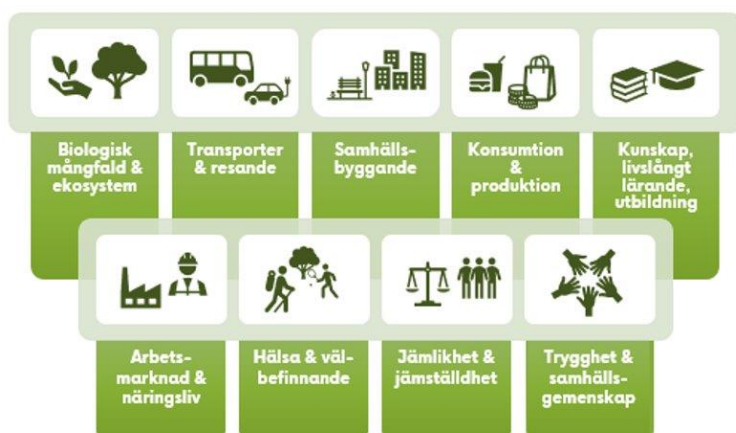 Biologisk
mångfald &
ekosystem
Transporter
& resande
Samhälls-
byggande
Konsumtion
&
produktion
Kunskap,
livslångt
lärande,
utbildning
Arbets-
marknad &
näringsliv
Hälsa & väl-
befinnande
Jämlikhet &
jämställdhet
Trygghet &
samhälls-
gemenskap